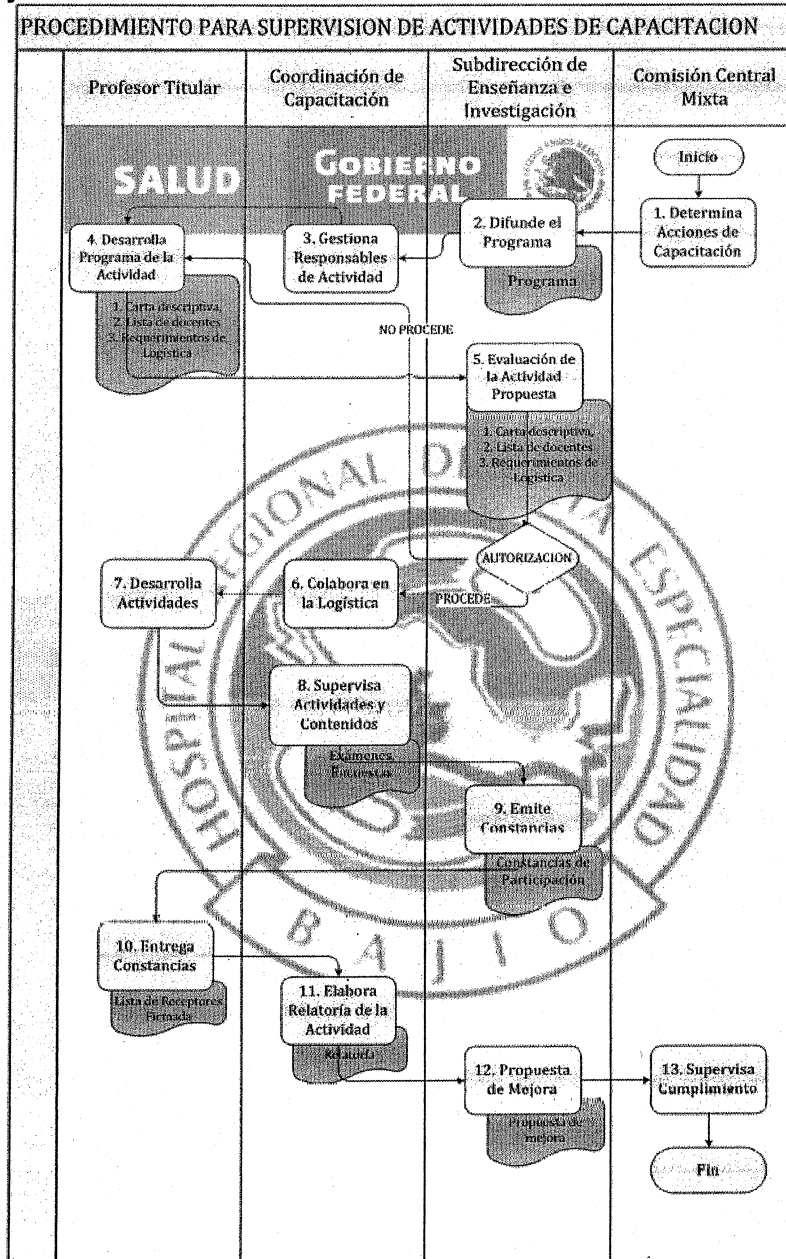 PROCEDIMIENTO PARA SUPERVISION DE ACTIVIDADES DE CAPACITACION
Profesor Titular
Coordinación de
Capacitación
Subdirección de
Enseñanza e
Investigación
Comisión Central
Mixta
SALUD
GOBIERNO
FEDERAL
Inicio
1. Determina
Acciones de
Capacitación
2. Difunde el
Programa
Programa
3. Gestiona
Responsables
de Actividad
4. Desarrolla
Programa de la
Actividad
1. Carta descriptiva,
2. Lista de docentes
3. Requerimientos de
Logística
NO PROCEDE
5. Evaluación de
la Actividad
Propuesta
1. Carta descriptiva,
2. Lista de docentes
3. Requerimientos de
Logística
AUTORIZACION
PROCEDE
6. Colabora en
la Logística
7. Desarrolla
Actividades
8. Supervisa
Actividades y
Contenidos
Exámenes,
Encuestas
9. Emite
Constancias
Constancias de
Participación
10. Entrega
Constancias
Lista de Receptores
Firmada
11. Elabora
Relatoría de la
Actividad
Relatoría
12. Propuesta
de Mejora
Propuesta de
mejora
13. Supervisa
Cumplimiento
Fin
HOSPITAL REGIONAL DE ALTA ESPECIALIDAD
BAJIO